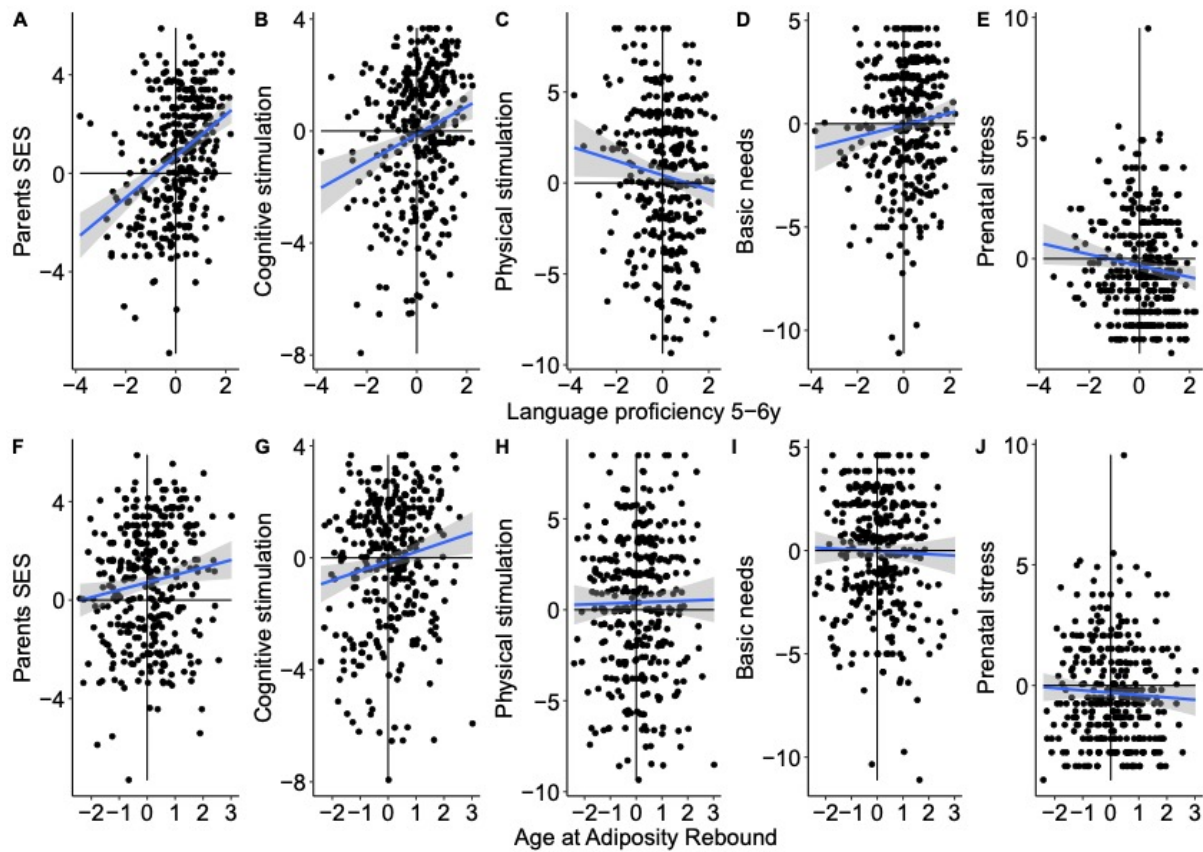 A B C D E
Parents SES
4
0
−4
−4 −2 0 2
Cognitive stimulation
4
0
−4
−8
−4 −2 0 2
Physical stimulation
5
0
−5
−10
−4 −2 0 2
Basic needs
5
0
−5
−10
−4 −2 0 2
Prenatal stress
10
5
0
−4 −2 0 2
Language proficiency 5−6y
F G H I J
Parents SES
4
0
−4
−2 −1 0 1 2 3
Cognitive stimulation
4
0
−4
−8
−2 −1 0 1 2 3
Physical stimulation
5
0
−5
−10
−2 −1 0 1 2 3
Basic needs
5
0
−5
−10
−2 −1 0 1 2 3
Prenatal stress
10
5
0
−2 −1 0 1 2 3
Age at Adiposity Rebound